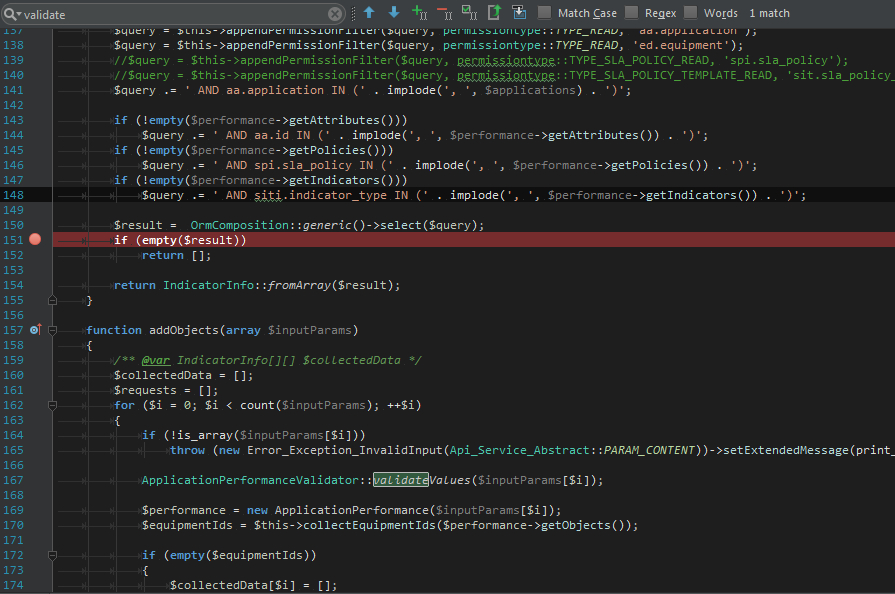 validate Match Case Regex Words 1 match
137 $query = $this->appendPermissionFilter($query, permissiontype::TYPE_READ, 'aa.application');
138 $query = $this->appendPermissionFilter($query, permissiontype::TYPE_READ, 'ed.equipment');
139 //$query = $this->appendPermissionFilter($query, permissiontype::TYPE_SLA_POLICY_READ, 'spi.sla_policy');
140 //$query = $this->appendPermissionFilter($query, permissiontype::TYPE_SLA_POLICY_TEMPLATE_READ, 'sit.sla_policy_
141 $query .= ' AND aa.application IN (' . implode(', ', $applications) . ')';
142
143 if (!empty($performance->getAttributes()))
144 $query .= ' AND aa.id IN (' . implode(', ', $performance->getAttributes()) . ')';
145 if (!empty($performance->getPolicies()))
146 $query .= ' AND spi.sla_policy IN (' . implode(', ', $performance->getPolicies()) . ')';
147 if (!empty($performance->getIndicators()))
148 $query .= ' AND siti.indicator_type IN (' . implode(', ', $performance->getIndicators()) . ')';
149
150 $result = OrmComposition::generic()->select($query);
151 if (empty($result))
152 return [];
153
154 return IndicatorInfo::fromArray($result);
155 }
156
157 function addObjects(array $inputParams)
158 {
159 /** @var IndicatorInfo[][] $collectedData */
160 $collectedData = [];
161 $requests = [];
162 for ($i = 0; $i < count($inputParams); ++$i)
163 {
164 if (!is_array($inputParams[$i]))
165 throw (new Error_Exception_InvalidInput(Api_Service_Abstract::PARAM_CONTENT))->setExtendedMessage(print_
166
167 ApplicationPerformanceValidator::validateValues($inputParams[$i]);
168
169 $performance = new ApplicationPerformance($inputParams[$i]);
170 $equipmentIds = $this->collectEquipmentIds($performance->getObjects());
171
172 if (empty($equipmentIds))
173 {
174 $collectedData[$i] = [];